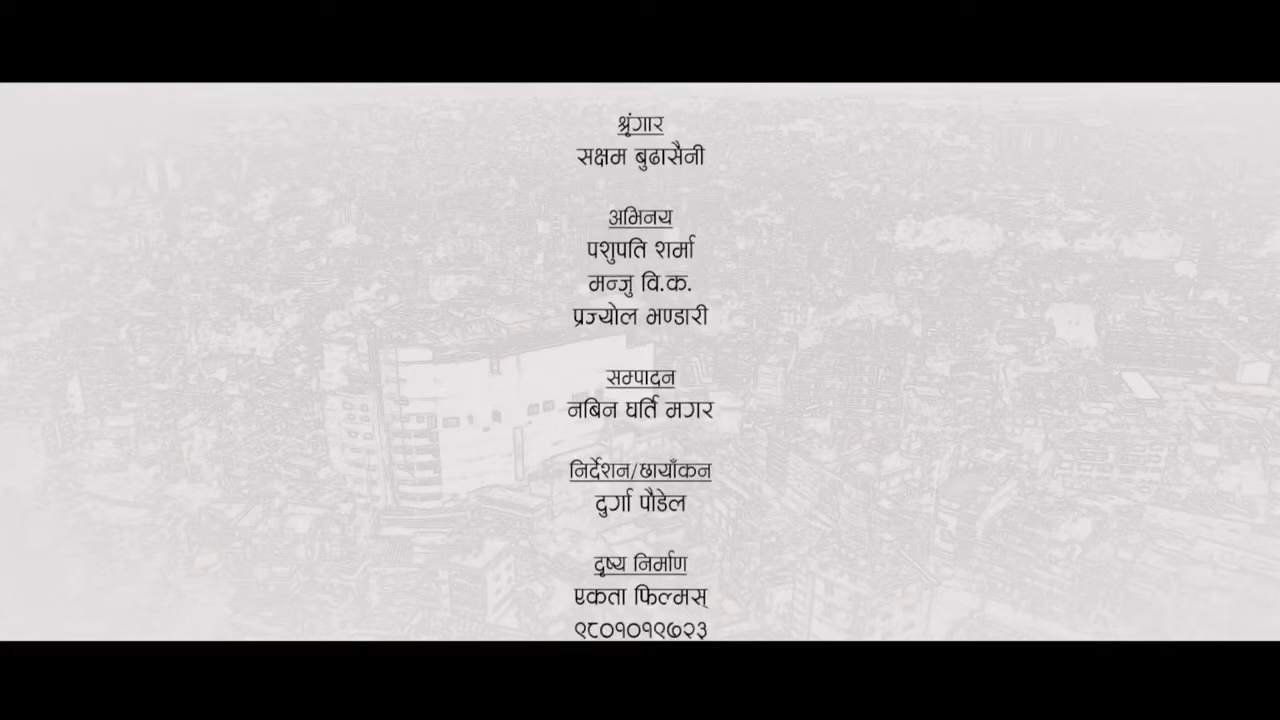 श्रृंगार
सक्षम बुढासैनी
अभिनय
पशुपति शर्मा
मन्जु वि.क.
प्रज्योल भण्डारी
सम्पादन
नबिन घर्ति मगर
निर्देशन/छायाँकन
दुर्गा पौडेल
दृष्य निर्माण
एकता फिल्मस्
९८०१०१९७२३